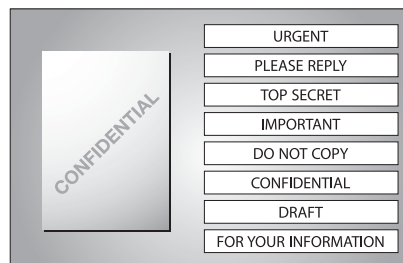 CONFIDENTIAL
URGENT
PLEASE REPLY
TOP SECRET
IMPORTANT
DO NOT COPY
CONFIDENTIAL
DRAFT
FOR YOUR INFORMATION